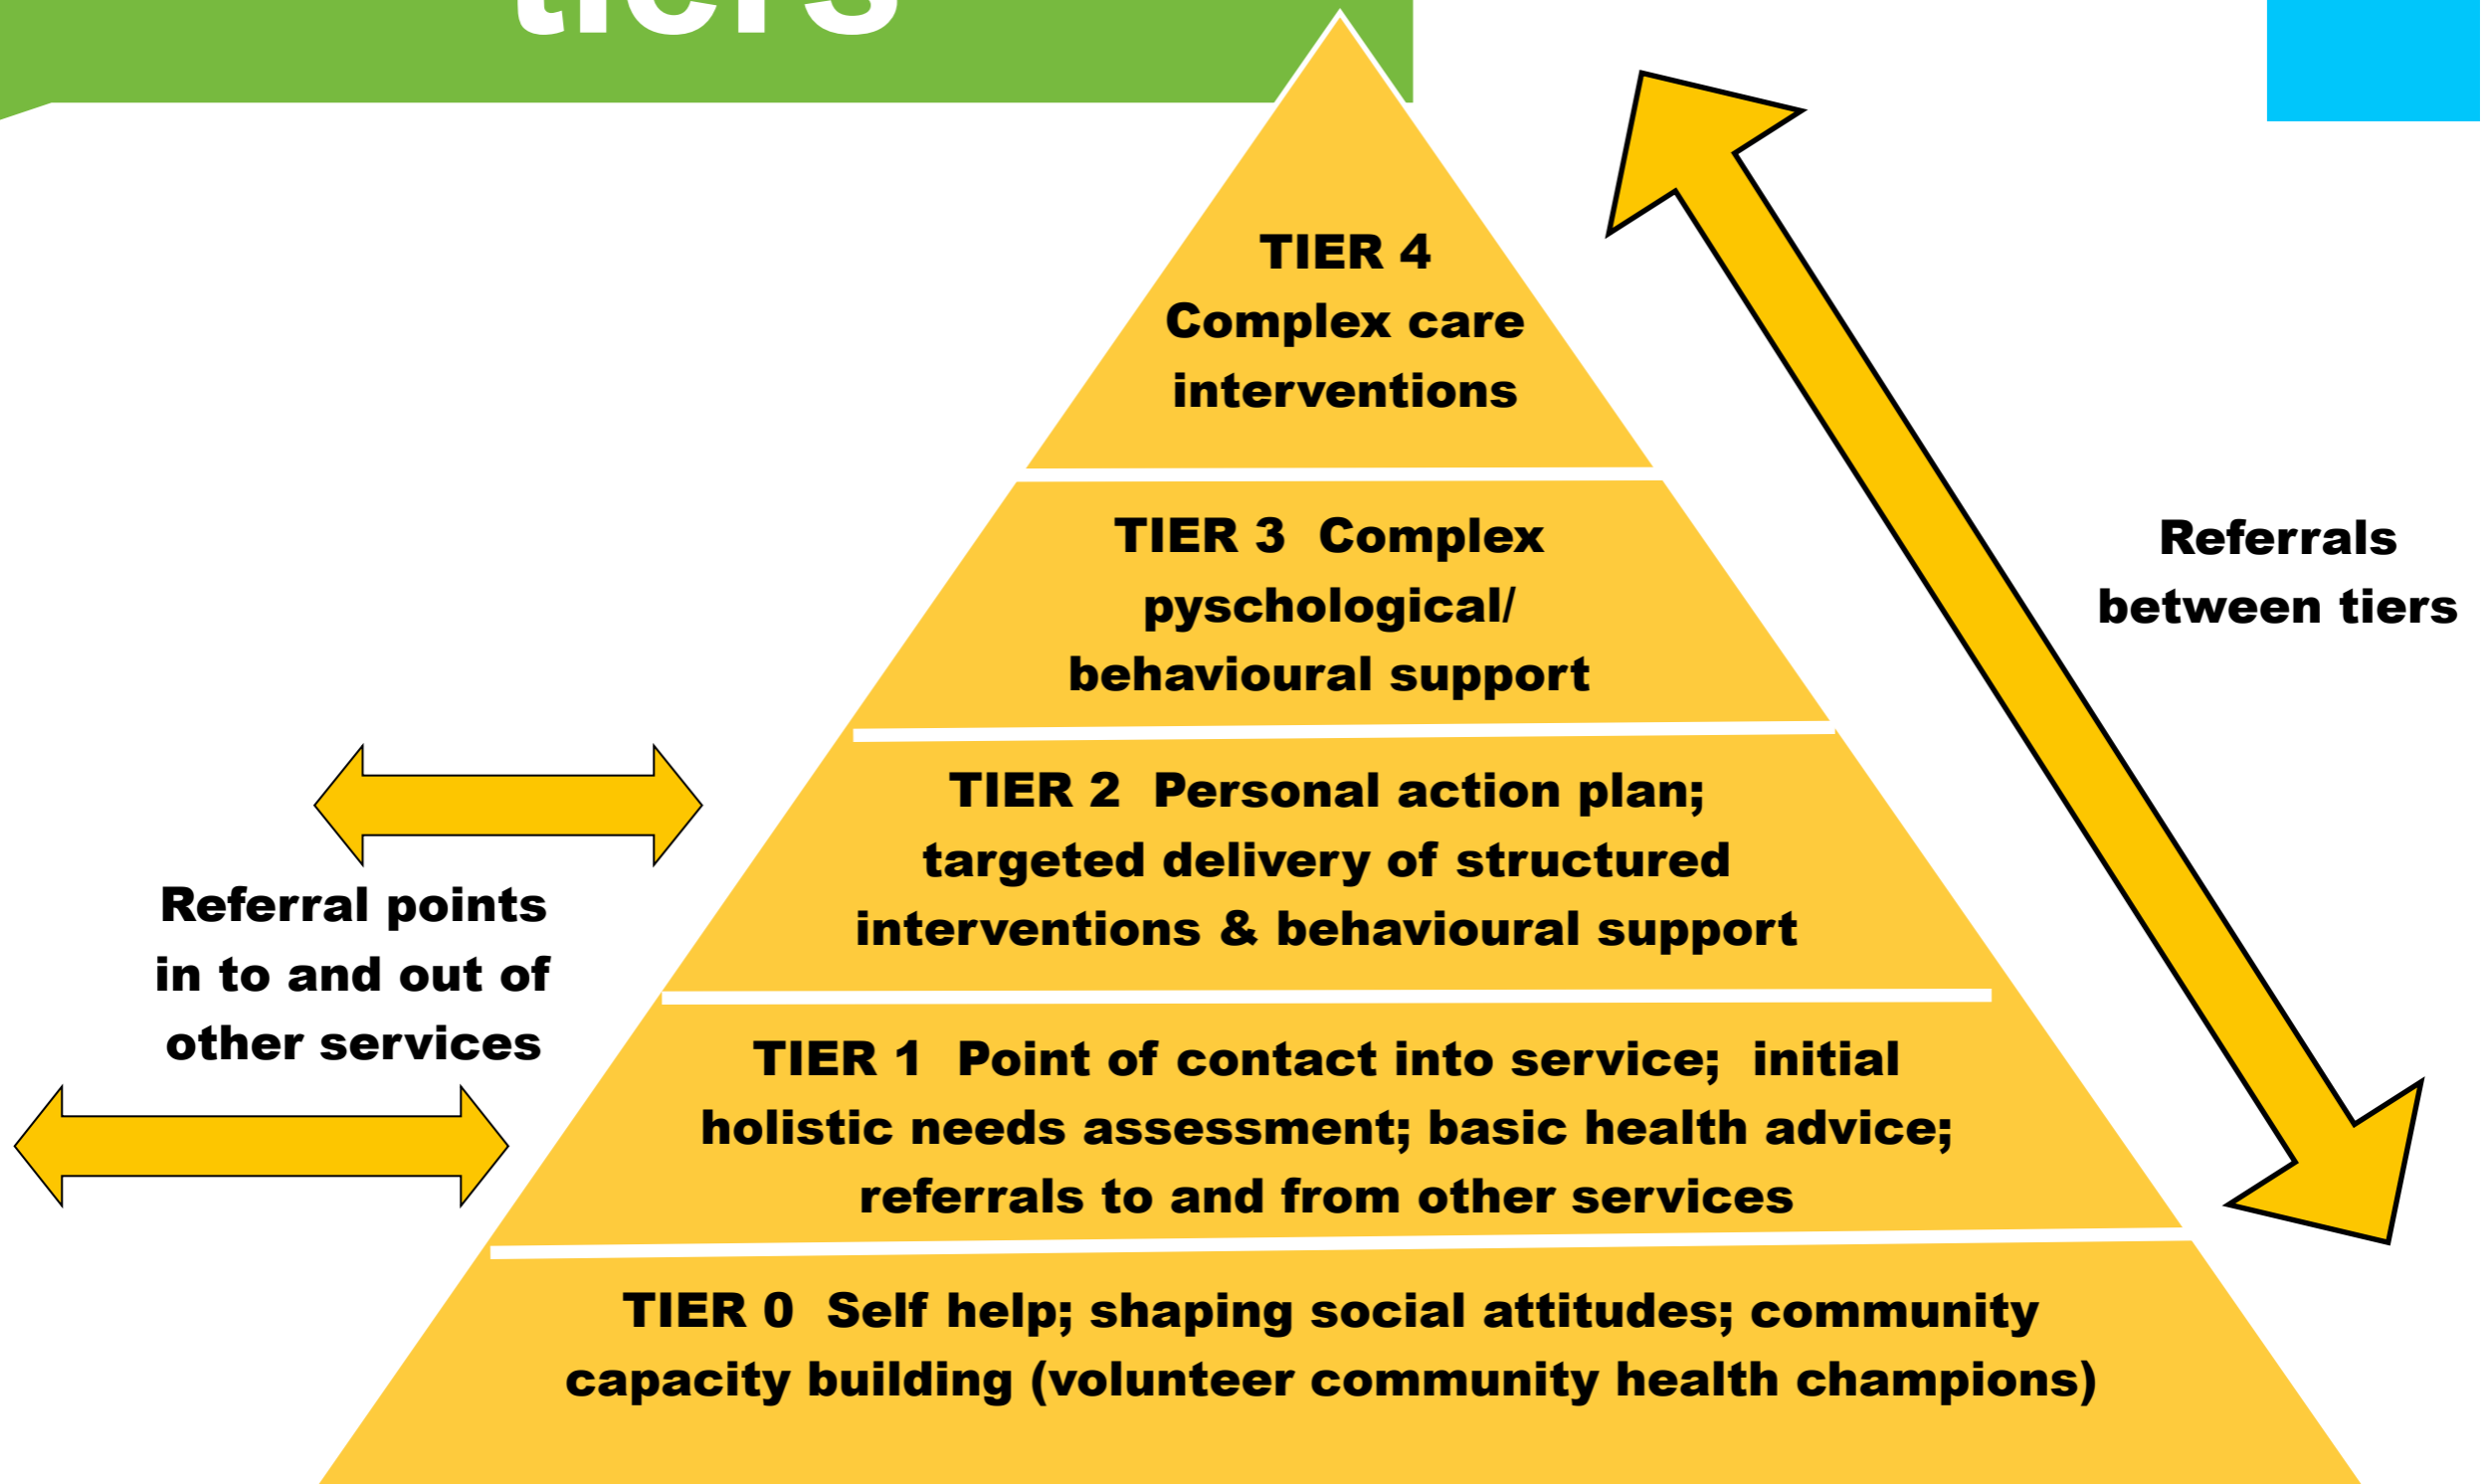 tiers
TIER 4
Complex care
interventions
TIER 3  Complex
pyschological/
behavioural support
Referrals
between tiers
TIER 2  Personal action plan;
targeted delivery of structured
interventions & behavioural support
Referral points
in to and out of
other services
TIER 1  Point of contact into service;  initial
holistic needs assessment; basic health advice;
referrals to and from other services
TIER 0  Self help; shaping social attitudes; community
capacity building (volunteer community health champions)